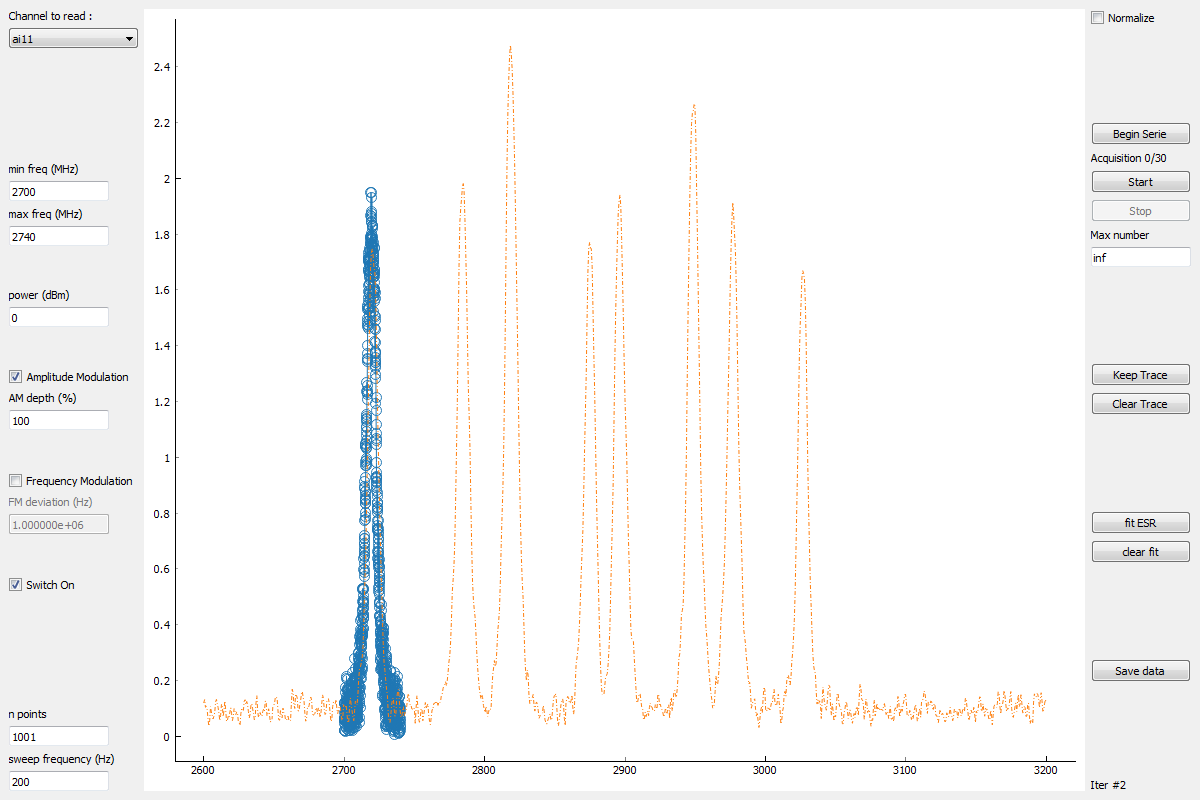 Channel to read :
ai11
min freq (MHz)
2700
max freq (MHz)
2740
power (dBm)
0
Amplitude Modulation
AM depth (%)
100
Frequency Modulation
FM deviation (Hz)
1.000000e+06
Switch On
n points
1001
sweep frequency (Hz)
200
2.4
2.2
2
1.8
1.6
1.4
1.2
1
0.8
0.6
0.4
0.2
0
2600 2700 2800 2900 3000 3100 3200
Normalize
Begin Serie
Acquisition 0/30
Start
Stop
Max number
inf
Keep Trace
Clear Trace
fit ESR
clear fit
Save data
Iter #2